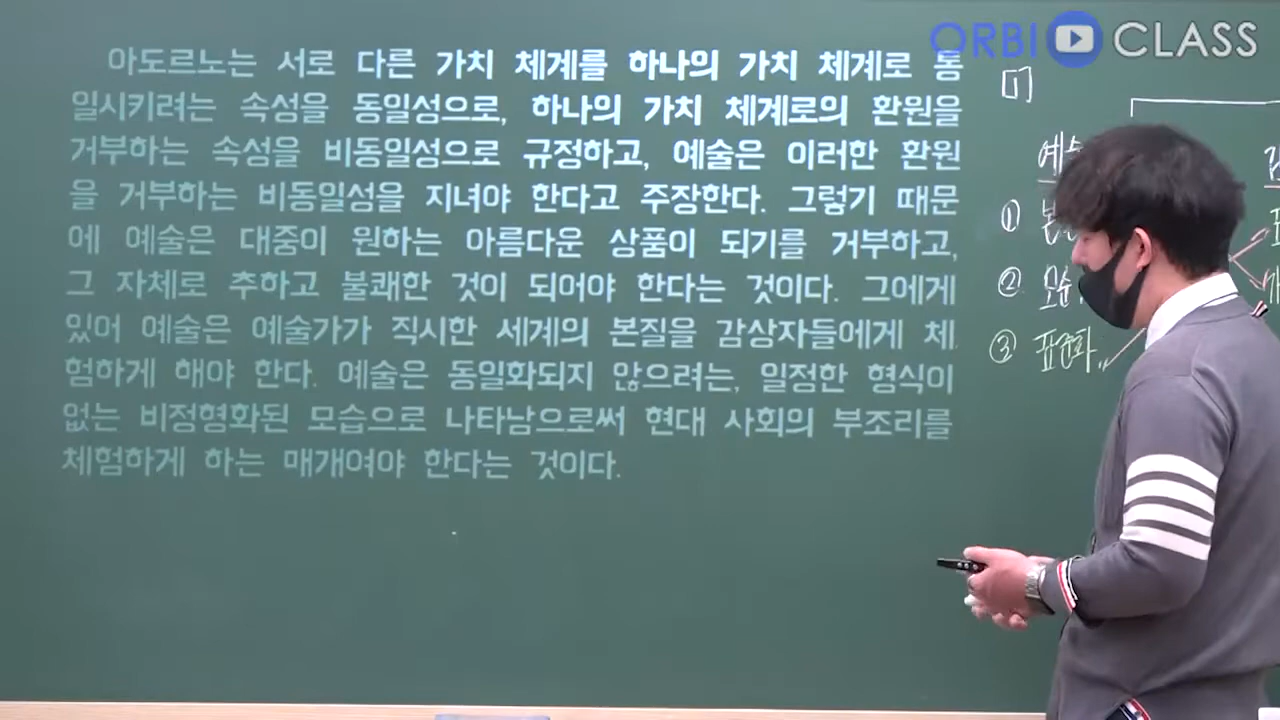 ORBI CLASS
아도르노는 서로 다른 가치 체계를 하나의 가치 체계로 통
일시키려는 속성을 동일성으로, 하나의 가치 체계로의 환원을
거부하는 속성을 비동일성으로 규정하고, 예술은 이러한 환원
을 거부하는 비동일성을 지녀야 한다고 주장한다. 그렇기 때문
에 예술은 대중이 원하는 아름다운 상품이 되기를 거부하고,
그 자체로 추하고 불쾌한 것이 되어야 한다는 것이다. 그에게
있어 예술은 예술가가 직시한 세계의 본질을 감상자들에게 체
험하게 해야 한다. 예술은 동일화되지 않으려는, 일정한 형식이
없는 비정형화된 모습으로 나타남으로써 현대 사회의 부조리를
체험하게 하는 매개여야 한다는 것이다.
[1]
①
②
③ 표준화